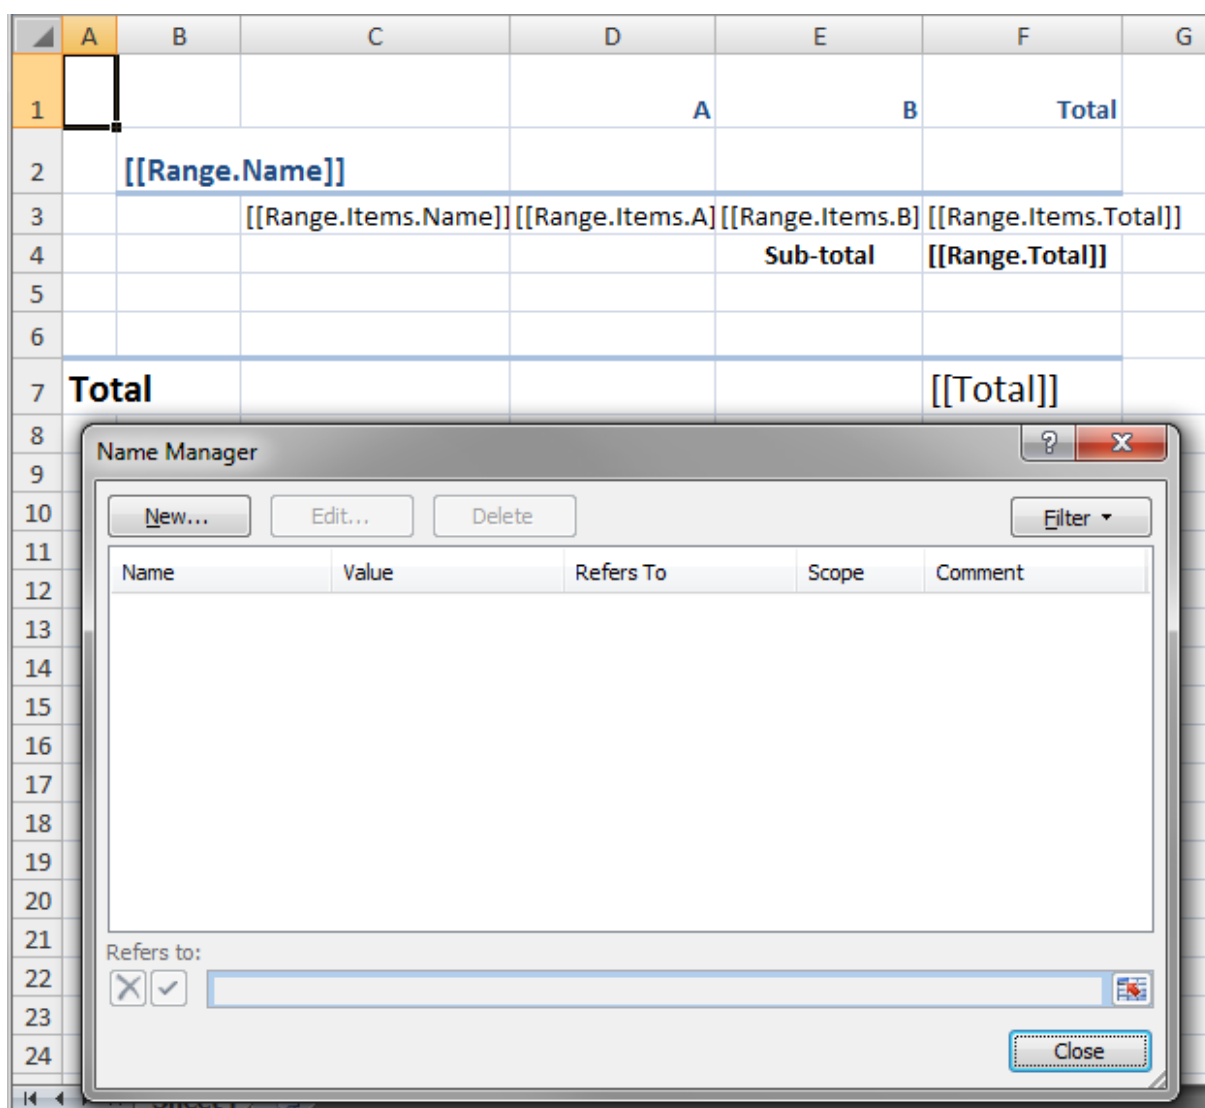 A B C D E F G
1 A B Total
2 [[Range.Name]]
3 [[Range.Items.Name]] [[Range.Items.A] [[Range.Items.B] [[Range.Items.Total]]
4 Sub-total [[Range.Total]]
5
6
7 Total [[Total]]
8
Name Manager ?
9
10 New... Edit... Delete Filter
11
Name Value Refers To Scope Comment
12
13
14
15
16
17
18
19
20
21
Refers to:
22
23
24 Close